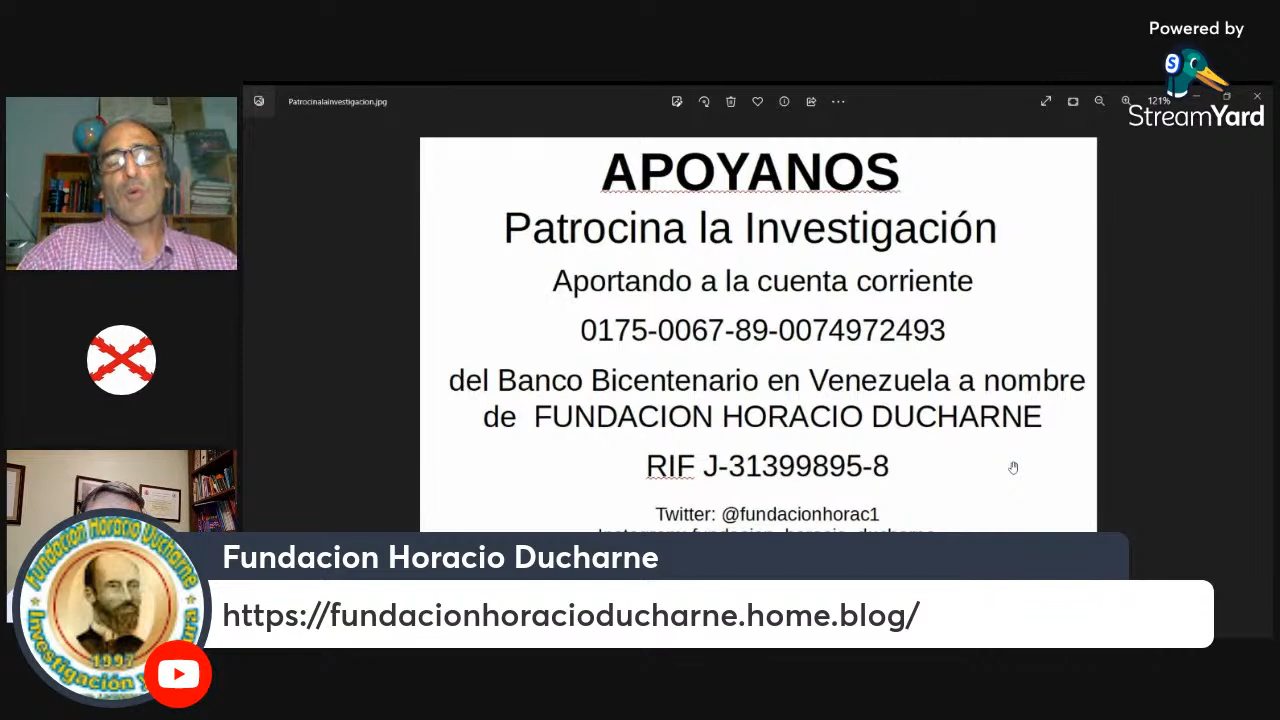 Powered by
StreamYard
Patrocinalainvestigacion.jpg
121%
APOYANOS
Patrocina la Investigación
Aportando a la cuenta corriente
0175-0067-89-0074972493
del Banco Bicentenario en Venezuela a nombre
de FUNDACION HORACIO DUCHARNE
RIF J-31399895-8
Twitter: @fundacionhorac1
Fundacion Horacio Ducharne
https://fundacionhoracioducharne.home.blog/
Fundacion Horacio Ducharne
1997
Investigación